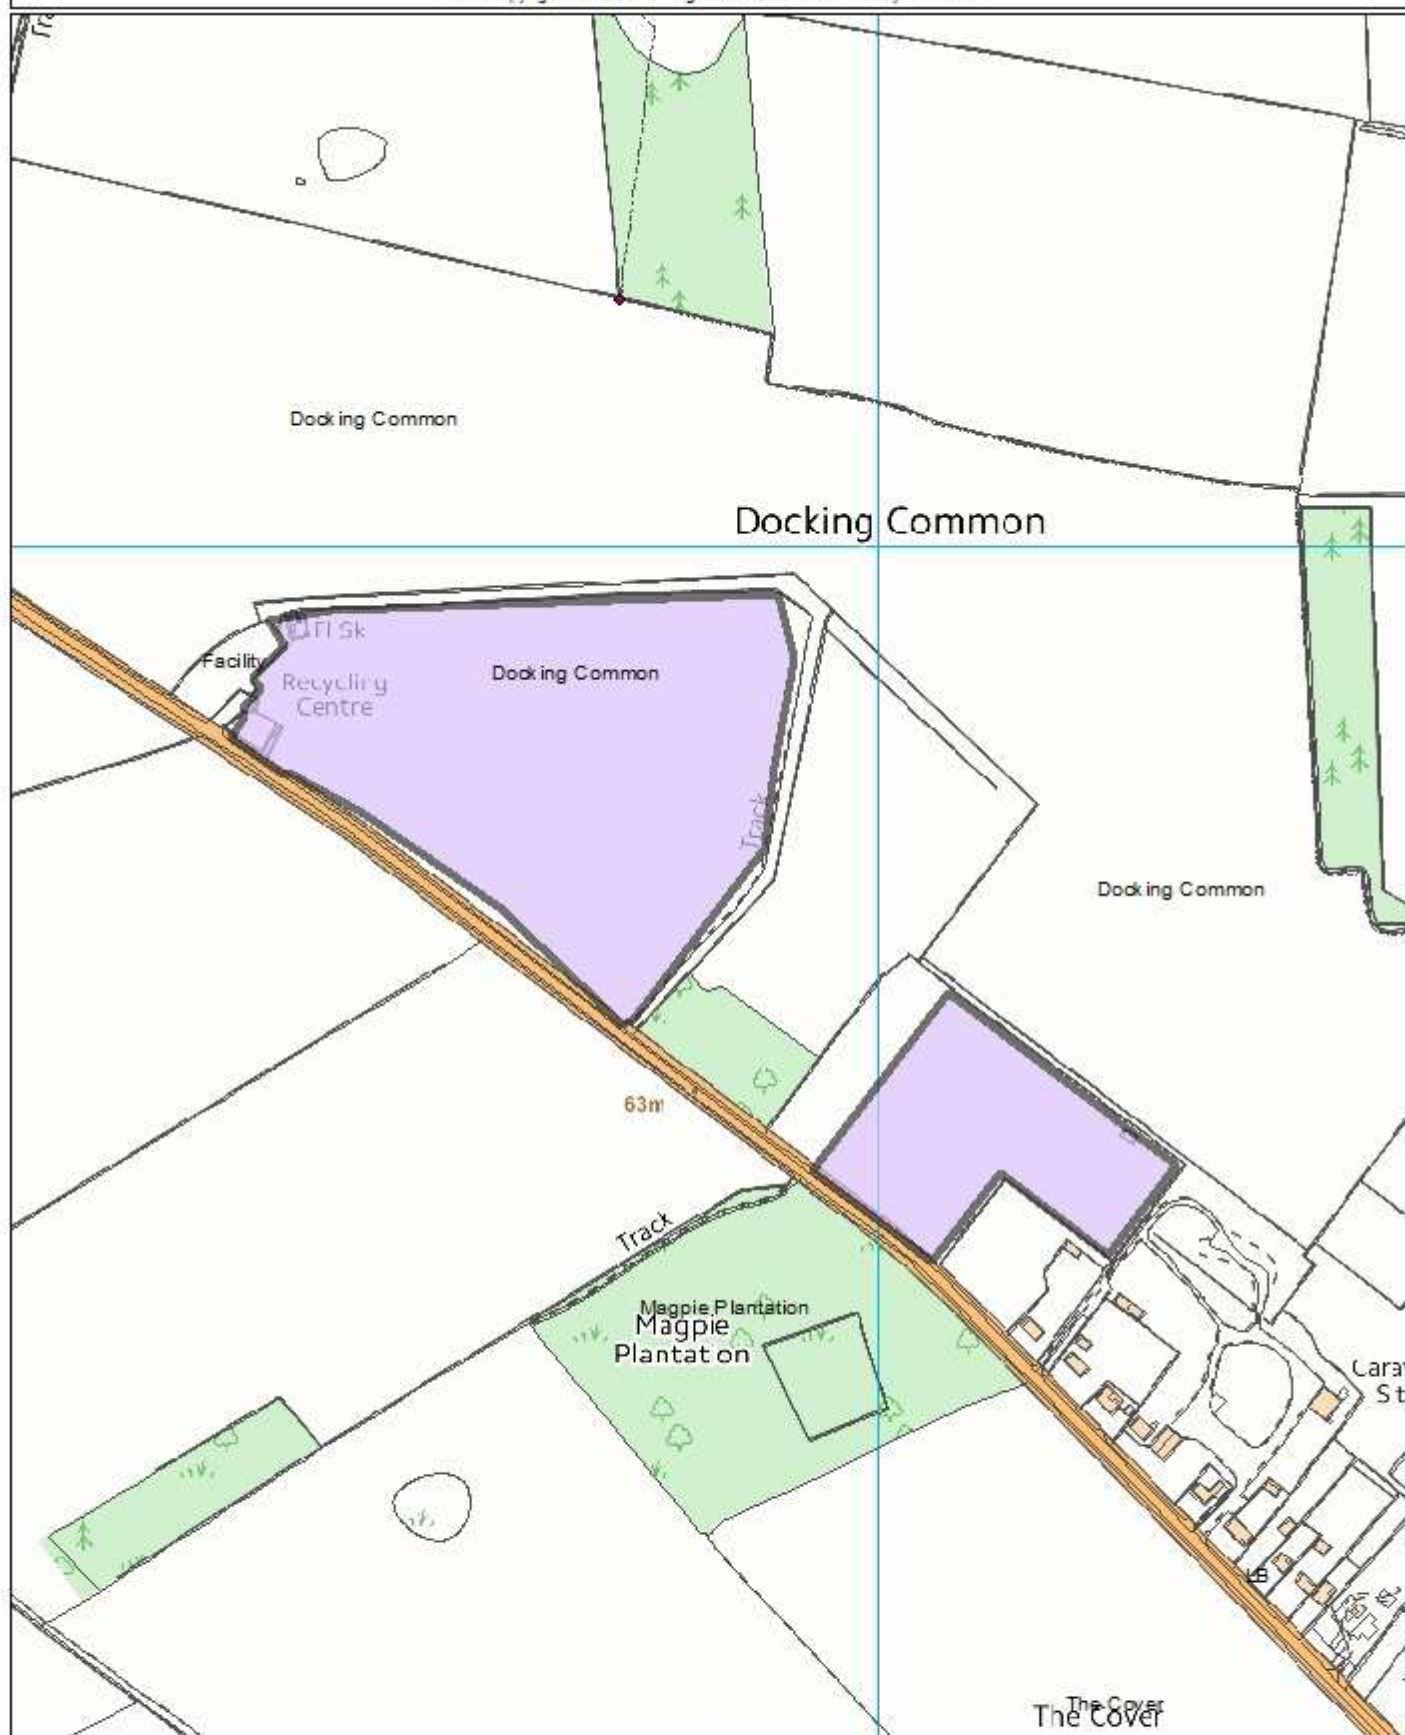 Docking Common
Docking Common
Fl Sk
Facility
Docking Common
Recycling
Centre
Track
Docking Common
63m
Track
Magpie Plantation
Magpie
Plantation
LB
The Cover
The Cover